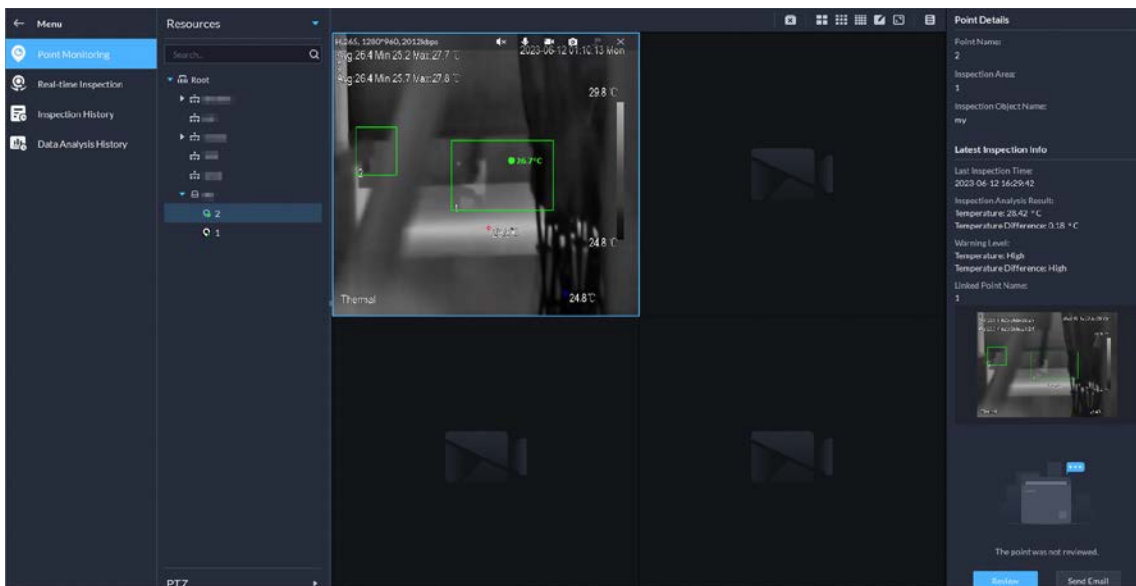 Menu
Point Monitoring
Real-time Inspection
Inspection History
Data Analysis History
Resources
Search...
Root
2
1
PTZ
H.265, 1280*960, 2012kbps
2023-06-12 01:10:13 Mon
Avg:26.4 Min:25.2 Max:27.7 ℃
Avg:26.4 Min:25.7 Max:27.8 ℃
29.8 ℃
2
26.7°C
1
24.8 ℃
Thermal
24.8 ℃
Point Details
Point Name:
2
Inspection Area:
1
Inspection Object Name:
my
Latest Inspection Info
Last Inspection Time:
2023-06-12 16:29:42
Inspection Analysis Result:
Temperature: 28.42 °C
Temperature Difference: 0.18 °C
Warning Level:
Temperature: High
Temperature Difference: High
Linked Point Name:
1
The point was not reviewed.
Review
Send Email